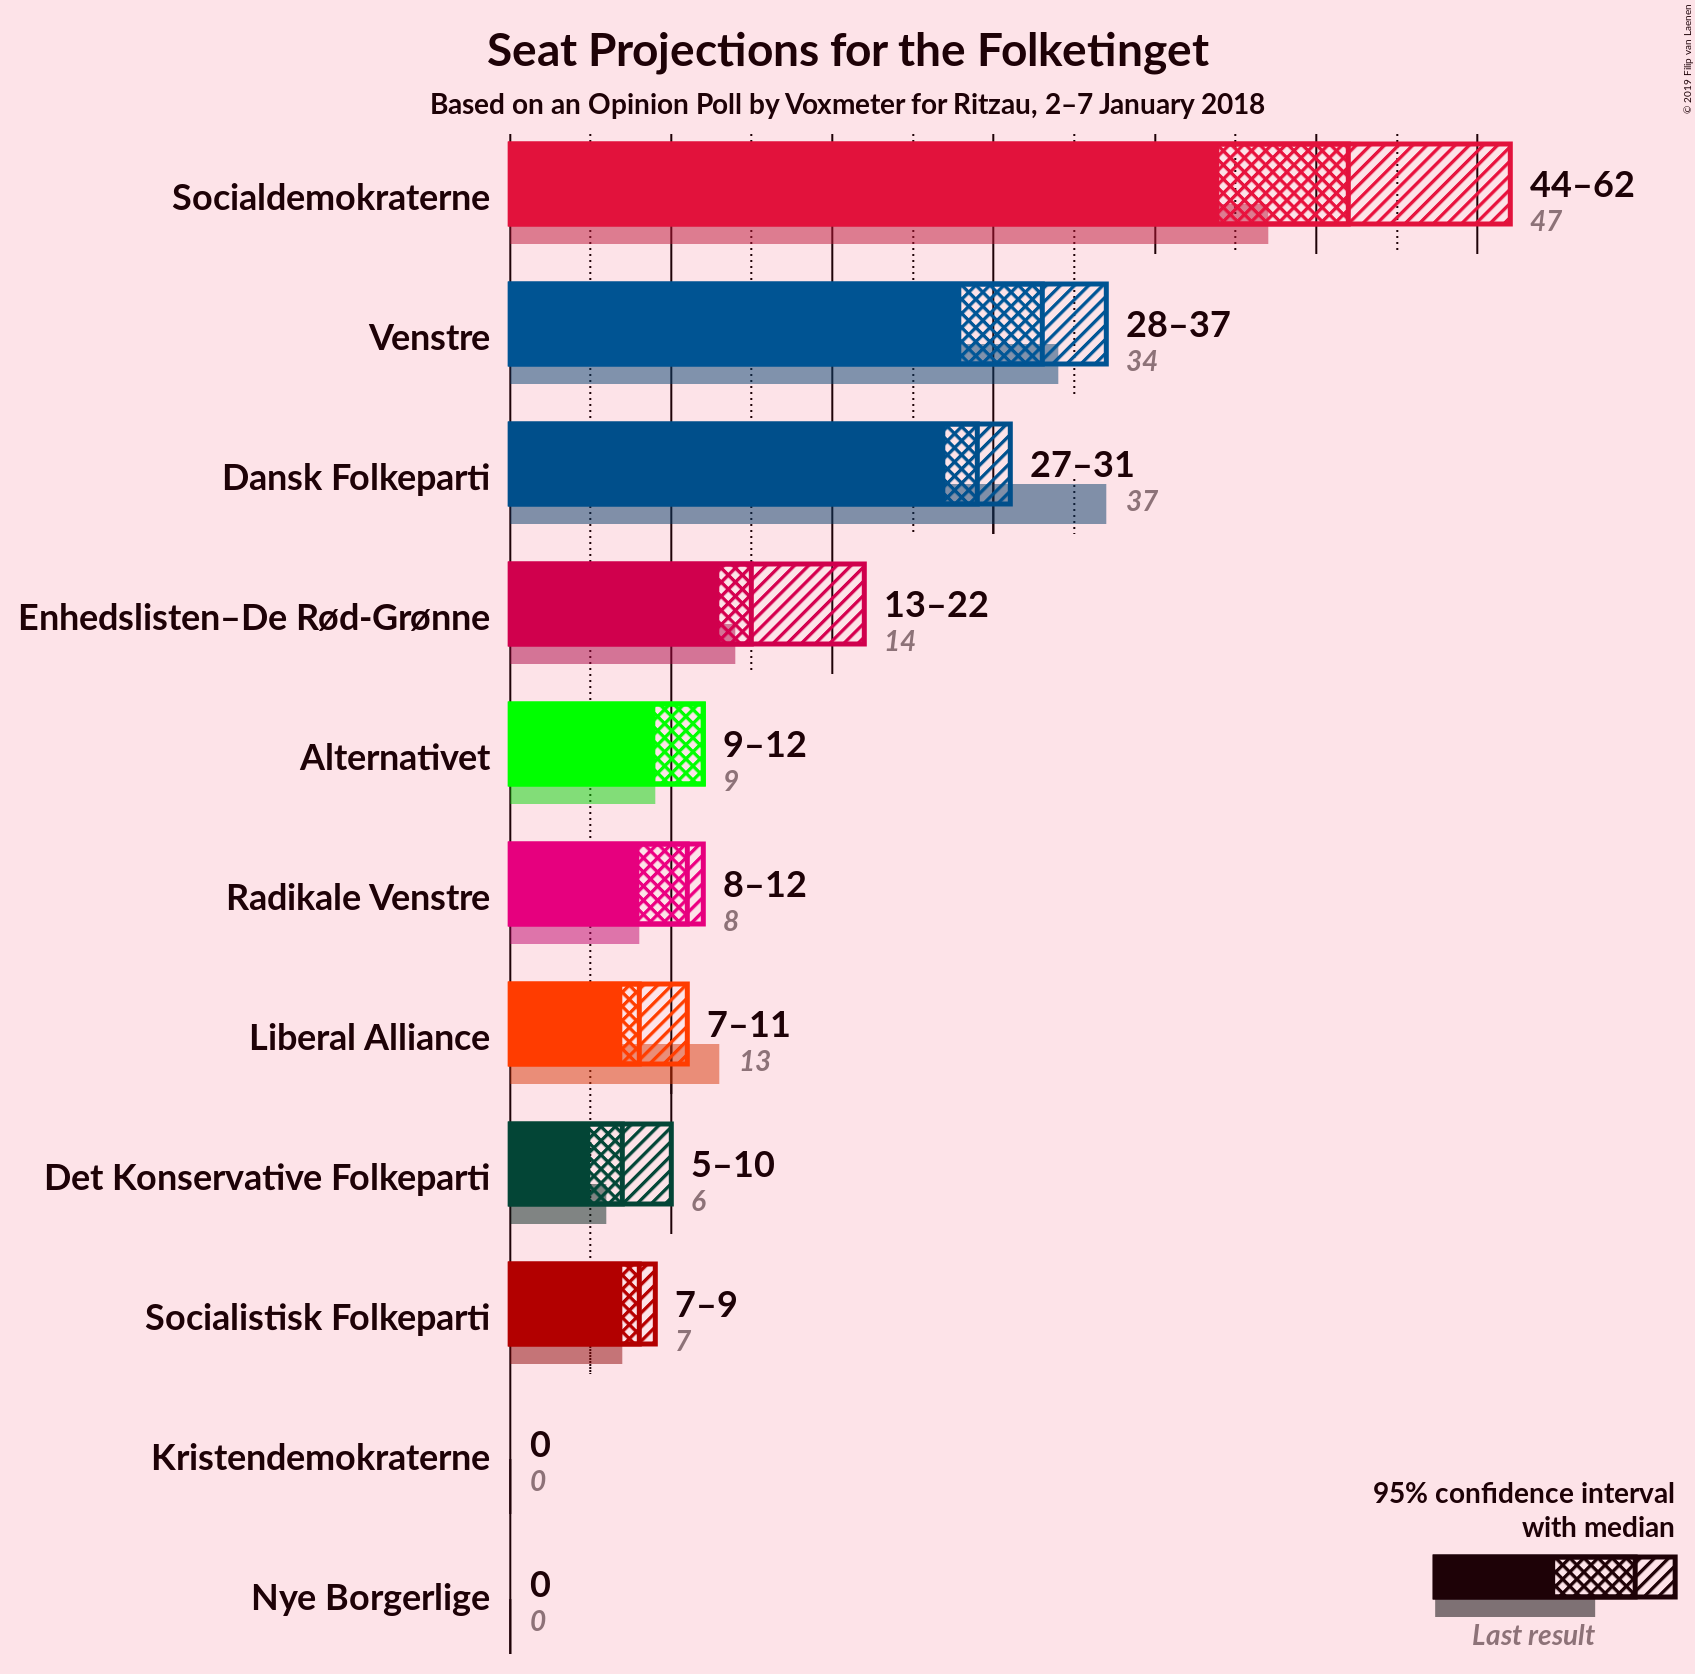 Seat Projections for the Folketinget
Based on an Opinion Poll by Voxmeter for Ritzau, 2–7 January 2018
© 2019 Filip van Laenen
Socialdemokraterne
44–62
47
Venstre
28–37
34
Dansk Folkeparti
27–31
37
Enhedslisten–De Rød-Grønne
13–22
14
Alternativet
9–12
9
Radikale Venstre
8–12
8
Liberal Alliance
7–11
13
Det Konservative Folkeparti
5–10
6
Socialistisk Folkeparti
7–9
7
Kristendemokraterne
0
0
Nye Borgerlige
0
0
95% confidence interval
with median
Last result